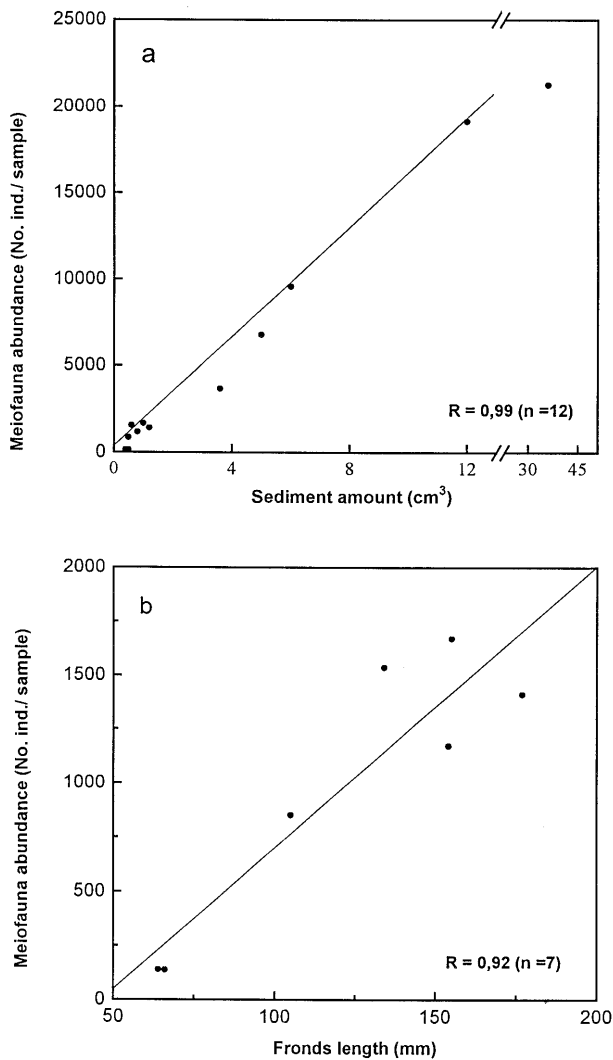 a
25000
20000
15000
10000
5000
0
Meiofauna abundance (No. ind./ sample)
R = 0,99 (n =12)
0 4 8 12 30 45
Sediment amount (cm³)
b
2000
1500
1000
500
0
Meiofauna abundance (No. ind./ sample)
R = 0,92 (n =7)
50 100 150 200
Fronds length (mm)